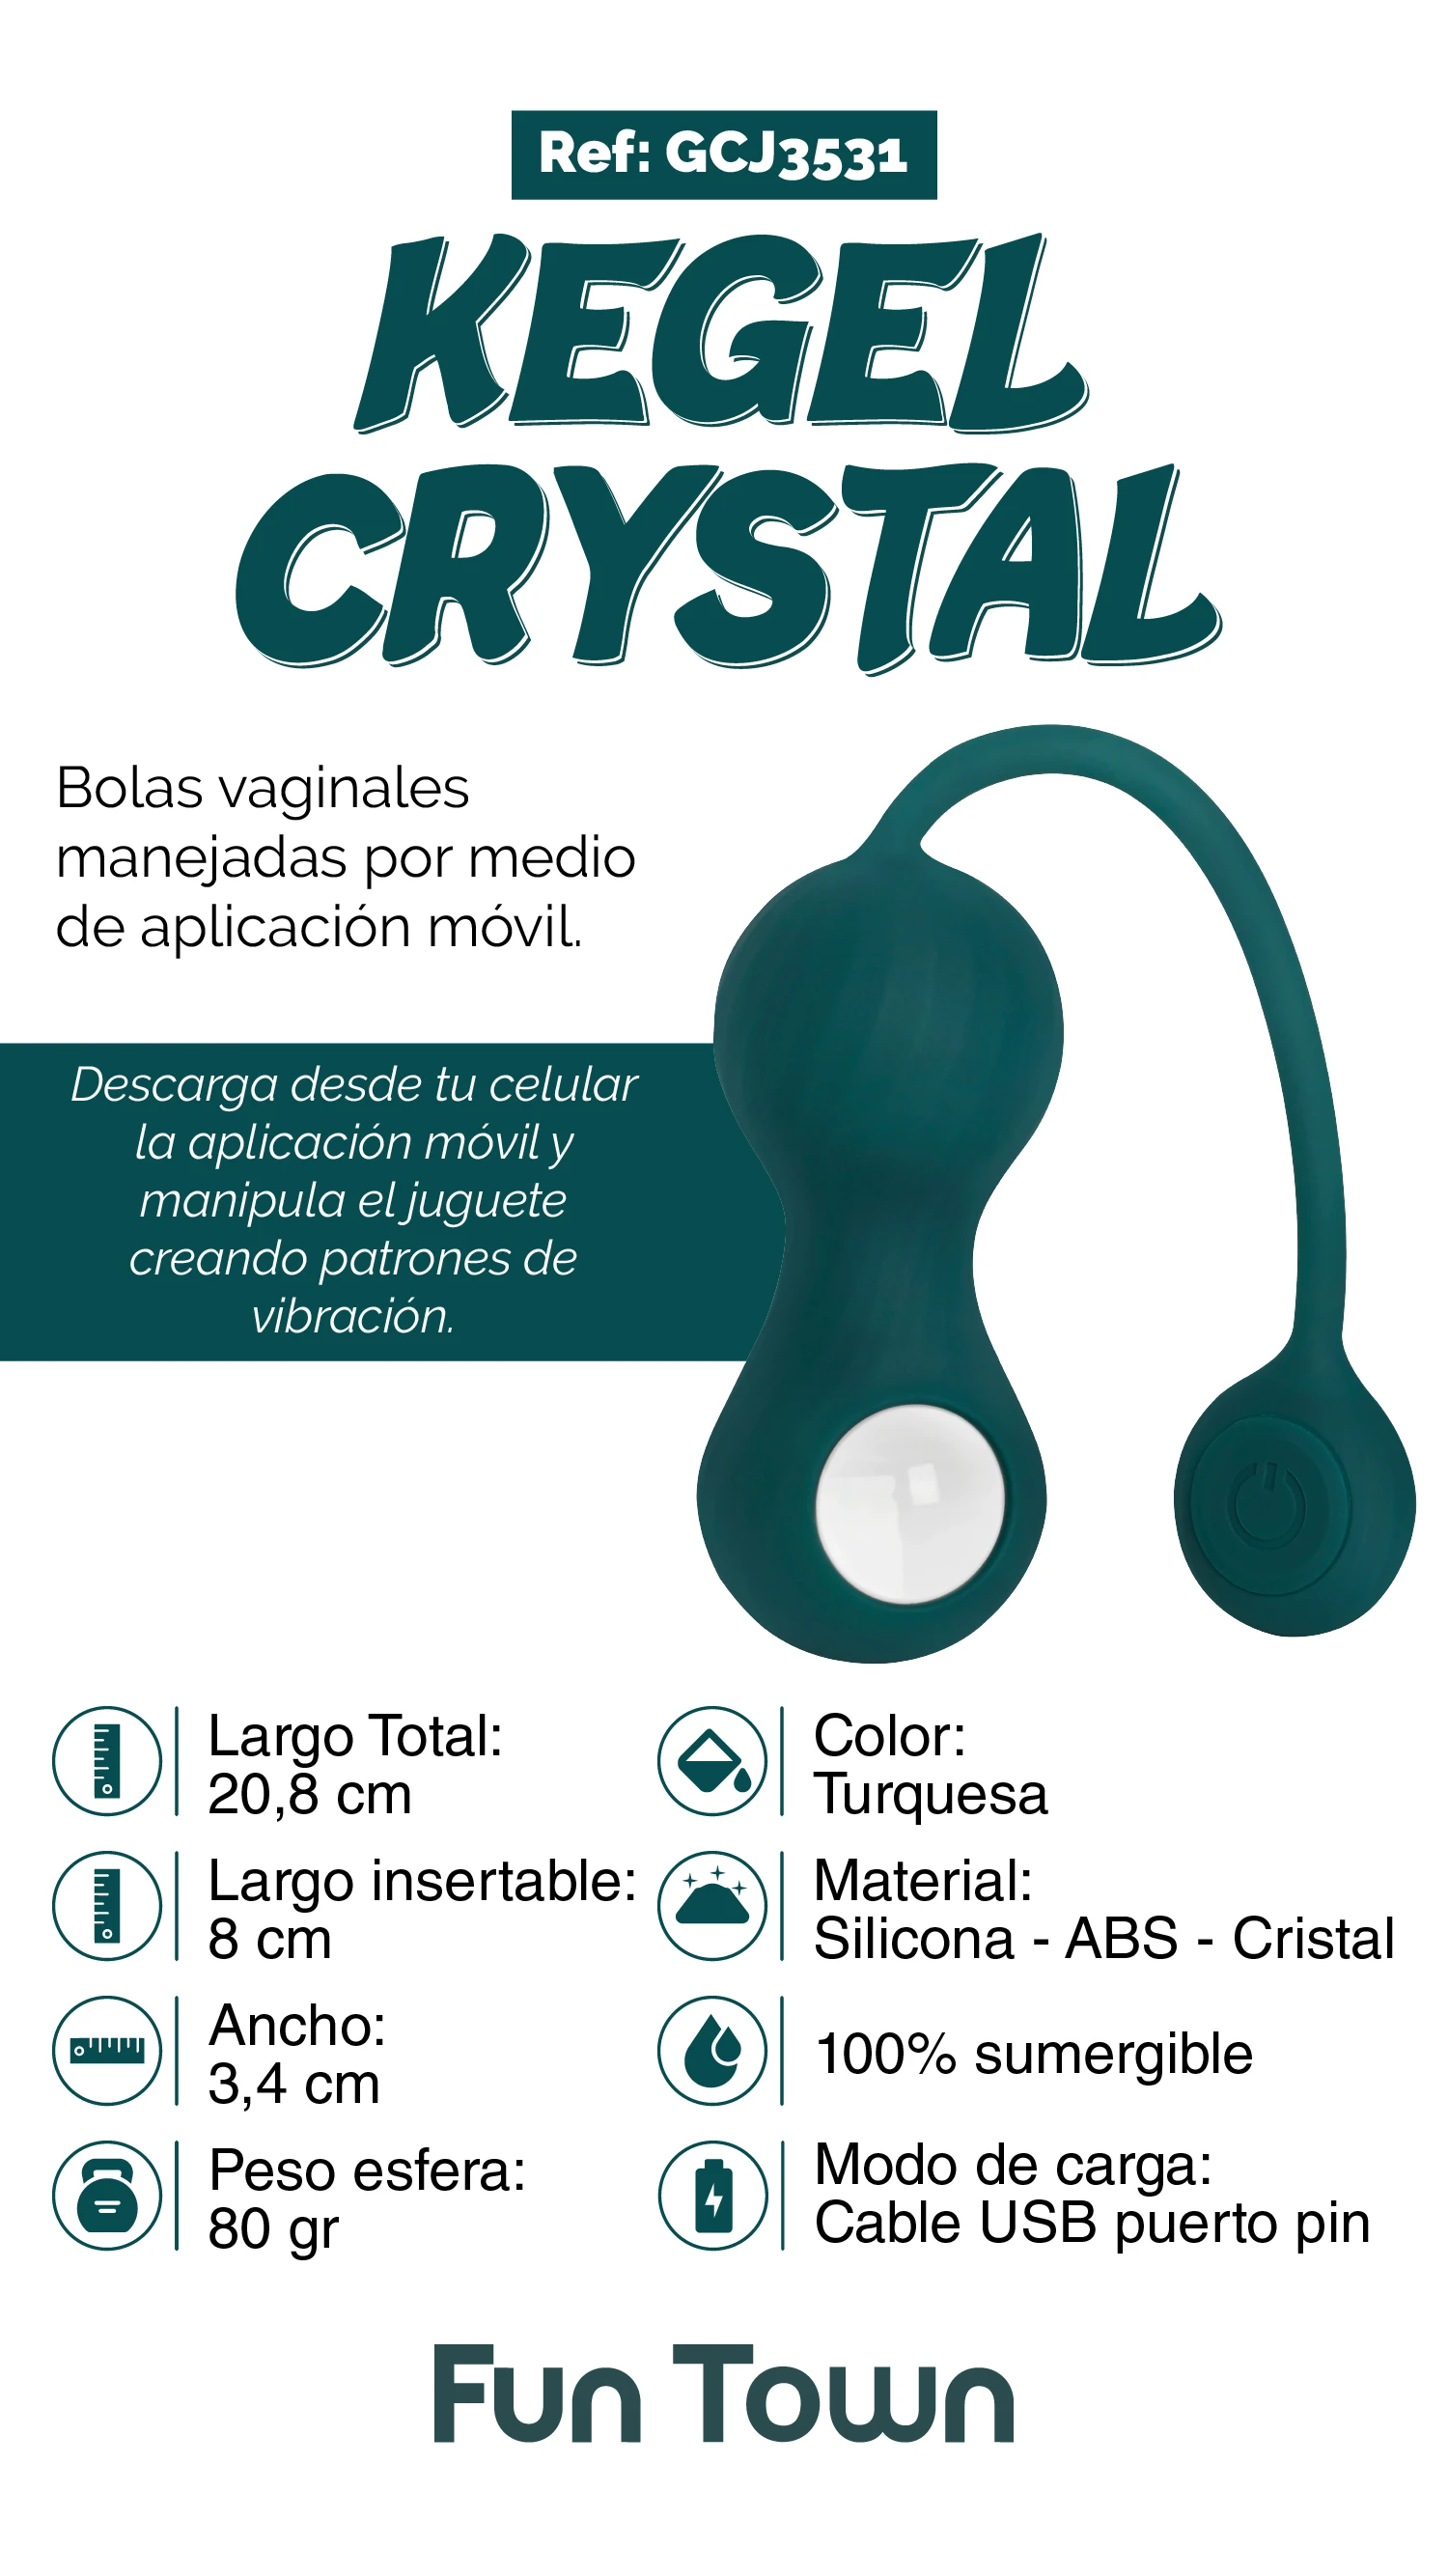 Ref: GCJ3531
KEGEL
CRYSTAL
Bolas vaginales
manejadas por medio
de aplicación móvil.
Descarga desde tu celular
la aplicación móvil y
manipula el juguete
creando patrones de
vibración.
Largo Total:
20,8 cm
Largo insertable:
8 cm
Ancho:
3,4 cm
Peso esfera:
80 gr
Color:
Turquesa
Material:
Silicona - ABS - Cristal
100% sumergible
Modo de carga:
Cable USB puerto pin
Fun Town